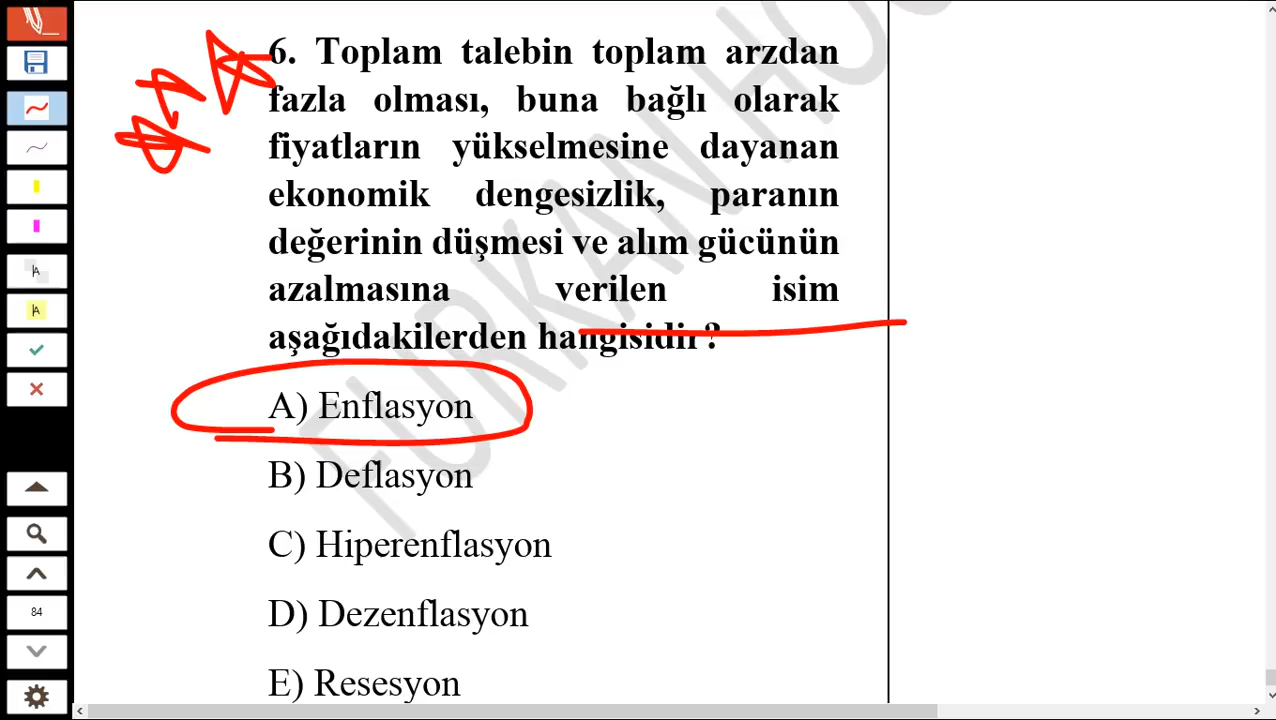 6. Toplam talebin toplam arzdan
fazla olması, buna bağlı olarak
fiyatların yükselmesine dayanan
ekonomik dengesizlik, paranın
değerinin düşmesi ve alım gücünün
azalmasına verilen isim
aşağıdakilerden hangisidir?
A) Enflasyon
B) Deflasyon
C) Hiperenflasyon
D) Dezenflasyon
E) Resesyon
FURKAN
84